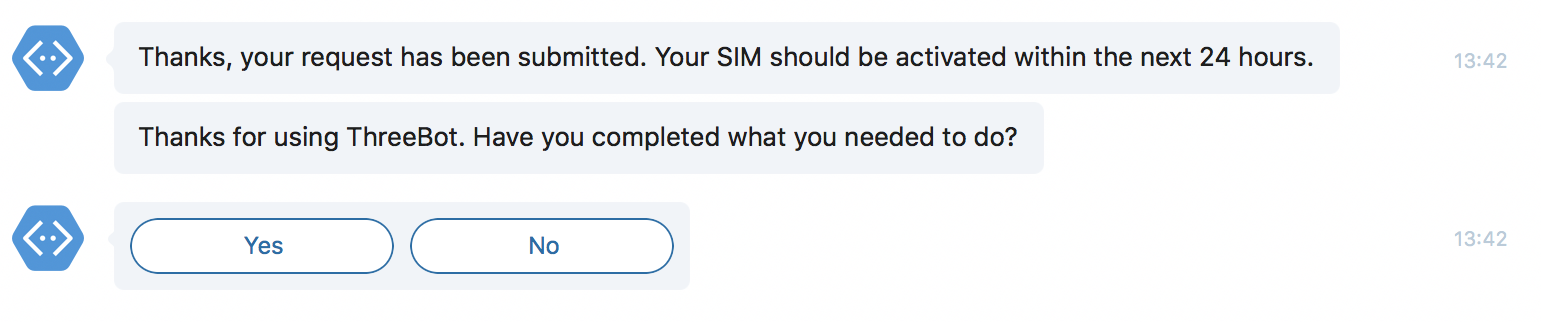 Thanks, your request has been submitted. Your SIM should be activated within the next 24 hours.
13:42
Thanks for using ThreeBot. Have you completed what you needed to do?
Yes
No
13:42